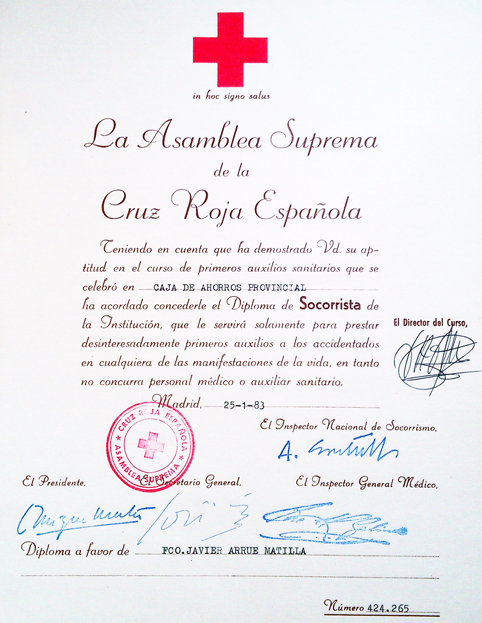 in hoc signo salus
La Asamblea Suprema
de la
Cruz Roja Española
Teniendo en cuenta que ha demostrado Vd. su ap-
titud en el curso de primeros auxilios sanitarios que se
celebró en CAJA DE AHORROS PROVINCIAL
ha acordado concederle el Diploma de Socorrista de
la Institución, que le servirá solamente para prestar
desinteresadamente primeros auxilios a los accidentados
en cualquiera de las manifestaciones de la vida, en tanto
no concurra personal médico o auxiliar sanitario.
El Director del Curso,
Madrid, 25-1-83
CRUZ ROJA ESPAÑOLA
ASAMBLEA SUPREMA
El Inspector Nacional de Socorrismo,
El Presidente,
El Secretario General,
El Inspector General Médico,
Diploma a favor de FCO.JAVIER ARRUE MATILLA
Número 424.265